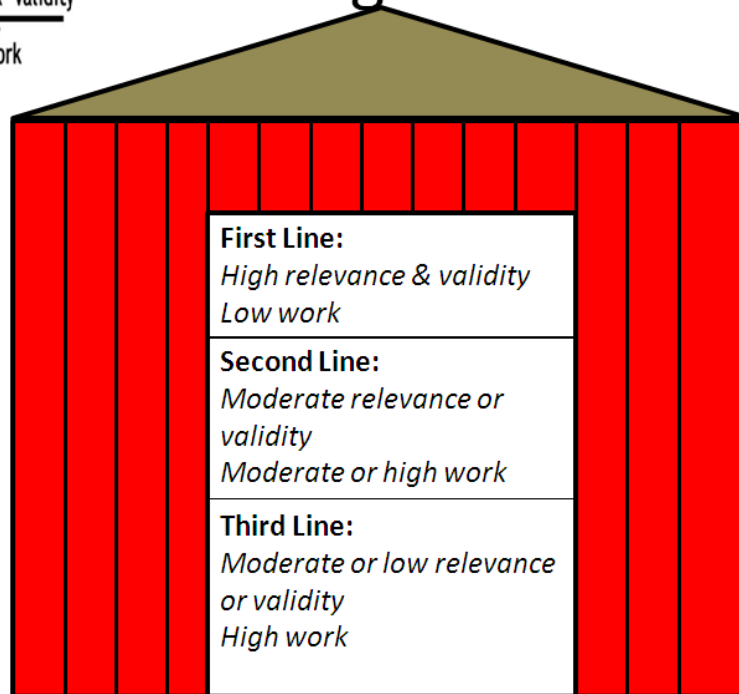 validity
First Line:
High relevance & validity
Low work
Second Line:
Moderate relevance or
validity
Moderate or high work
Third Line:
Moderate or low relevance
or validity
High work